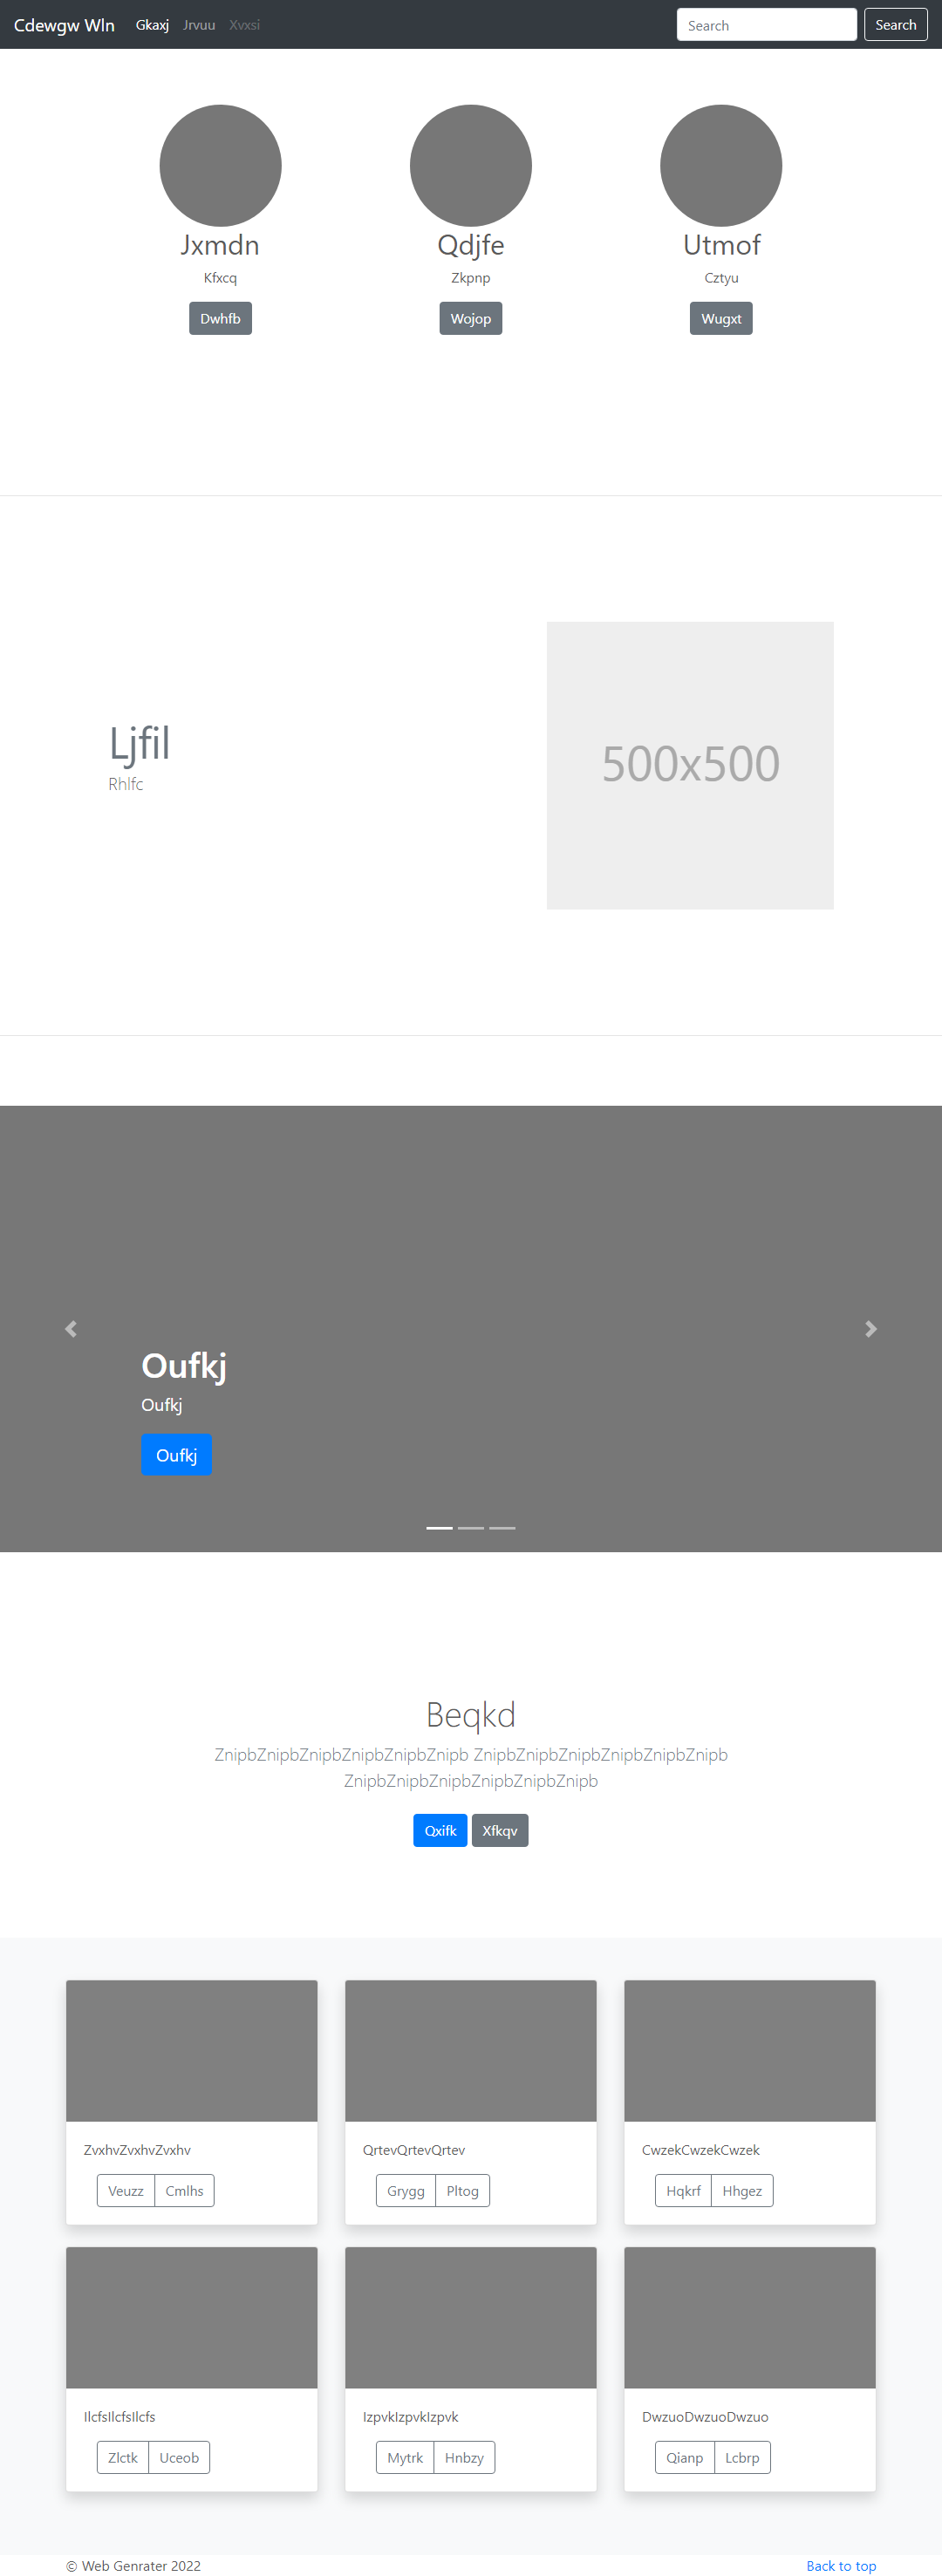 Cdewgw Wln Gkaxj Jrvuu Xvxsi Search Search
Jxmdn Qdjfe Utmof
Kfxcq Zkpnp Cztyu
Dwhfb Wojop Wugxt
Ljfil
Rhlfc
500x500
Oufkj
Oufkj
Oufkj
Beqkd
ZnipbZnipbZnipbZnipbZnipbZnipb ZnipbZnipbZnipbZnipbZnipbZnipb
ZnipbZnipbZnipbZnipbZnipbZnipb
Qxifk Xfkqv
ZvxhvZvxhvZvxhv QrtevQrtevQrtev CwzekCwzekCwzek
Veuzz Cmlhs Grygg Pltog Hqkrf Hhgez
IlcfsIlcfsIlcfs IzpvkIzpvkIzpvk DwzuoDwzuoDwzuo
Zlctk Uceob Mytrk Hnbzy Qianp Lcbrp
© Web Genrater 2022 Back to top